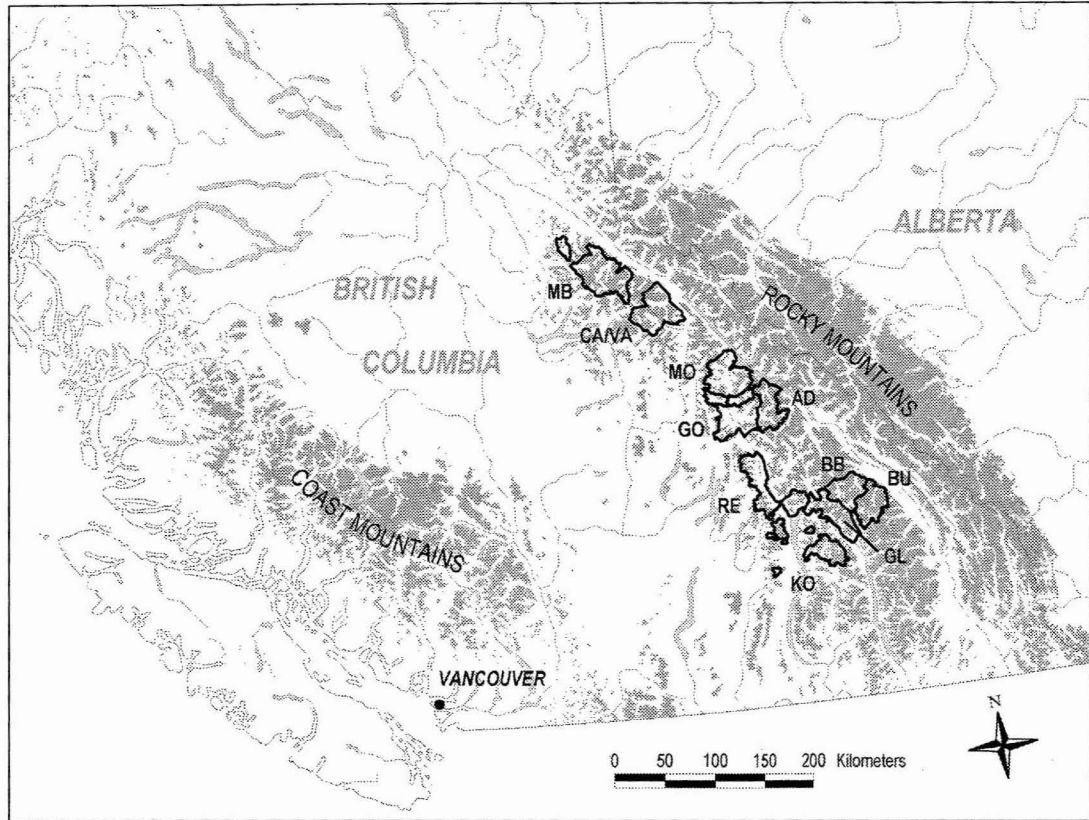 ALBERTA
BRITISH
COLUMBIA
ROCKY MOUNTAINS
COAST MOUNTAINS
MB
CA/VA
MO
AD
GO
BB
BU
RE
GL
KO
VANCOUVER
N
0 50 100 150 200 Kilometers